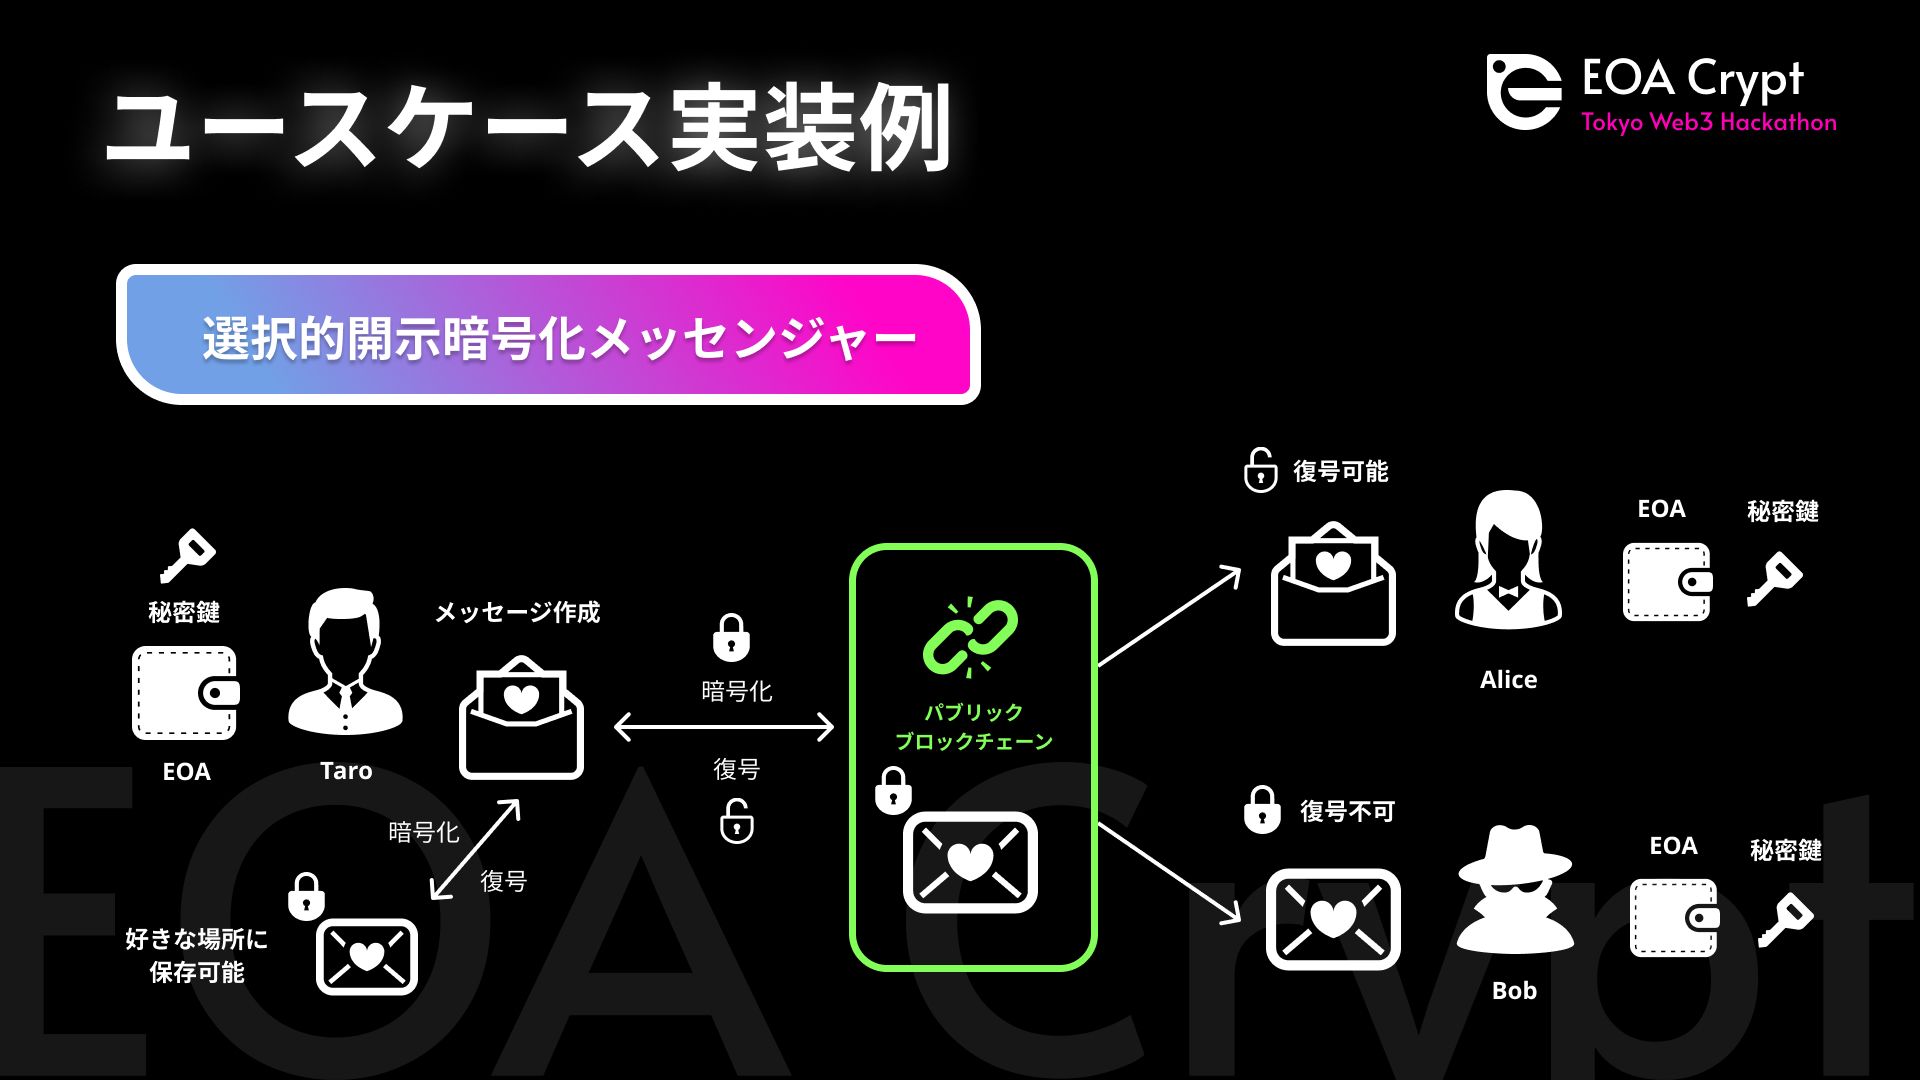 ユースケース実装例
EOA Crypt
Tokyo Web3 Hackathon
選択的開示暗号化メッセンジャー
秘密鍵
EOA
Taro
メッセージ作成
暗号化
復号
暗号化
復号
好きな場所に
保存可能
パブリック
ブロックチェーン
復号可能
Alice
EOA
秘密鍵
復号不可
Bob
EOA
秘密鍵
EOA Crypt